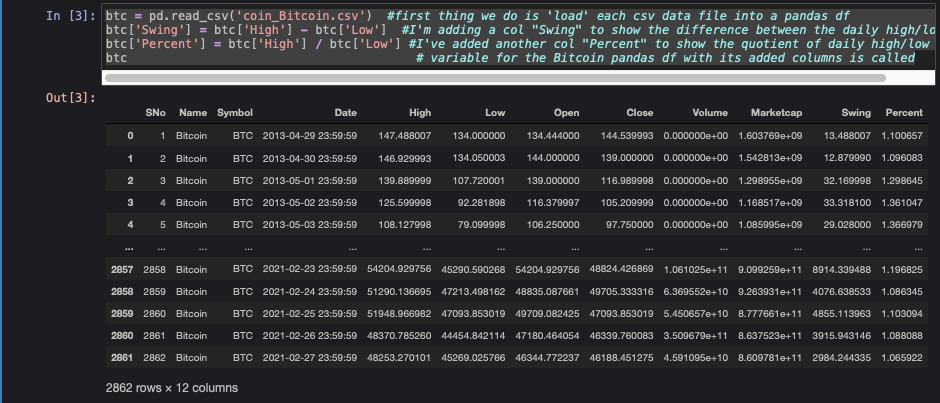 In [3]: btc = pd.read_csv('coin_Bitcoin.csv')  #first thing we do is 'load' each csv data file into a pandas df
btc['Swing'] = btc['High'] - btc['Low']  #I'm adding a col "Swing" to show the difference between the daily high/lo
btc['Percent'] = btc['High'] / btc['Low'] #I've added another col "Percent" to show the quotient of daily high/low
btc # variable for the Bitcoin pandas df with its added columns is called
Out[3]:
SNo Name Symbol Date High Low Open Close Volume Marketcap Swing Percent
0 1 Bitcoin BTC 2013-04-29 23:59:59 147.488007 134.000000 134.444000 144.539993 0.000000e+00 1.603769e+09 13.488007 1.100657
1 2 Bitcoin BTC 2013-04-30 23:59:59 146.929993 134.050003 144.000000 139.000000 0.000000e+00 1.542813e+09 12.879990 1.096083
2 3 Bitcoin BTC 2013-05-01 23:59:59 139.889999 107.720001 139.000000 116.989998 0.000000e+00 1.298955e+09 32.169998 1.298645
3 4 Bitcoin BTC 2013-05-02 23:59:59 125.599998 92.281898 116.379997 105.209999 0.000000e+00 1.168517e+09 33.318100 1.361047
4 5 Bitcoin BTC 2013-05-03 23:59:59 108.127998 79.099998 106.250000 97.750000 0.000000e+00 1.085995e+09 29.028000 1.366979
... ... ... ... ... ... ... ... ... ... ... ... ...
2857 2858 Bitcoin BTC 2021-02-23 23:59:59 54204.929756 45290.590268 54204.929756 48824.426869 1.061025e+11 9.099259e+11 8914.339488 1.196825
2858 2859 Bitcoin BTC 2021-02-24 23:59:59 51290.136695 47213.498162 48835.087661 49705.333316 6.369552e+10 9.263931e+11 4076.638533 1.086345
2859 2860 Bitcoin BTC 2021-02-25 23:59:59 51948.966982 47093.853019 49709.082425 47093.853019 5.450657e+10 8.777661e+11 4855.113963 1.103094
2860 2861 Bitcoin BTC 2021-02-26 23:59:59 48370.785260 44454.842114 47180.464054 46339.760083 3.509679e+11 8.637523e+11 3915.943146 1.088088
2861 2862 Bitcoin BTC 2021-02-27 23:59:59 48253.270101 45269.025766 46344.772237 46188.451275 4.591095e+10 8.609781e+11 2984.244335 1.065922
2862 rows × 12 columns